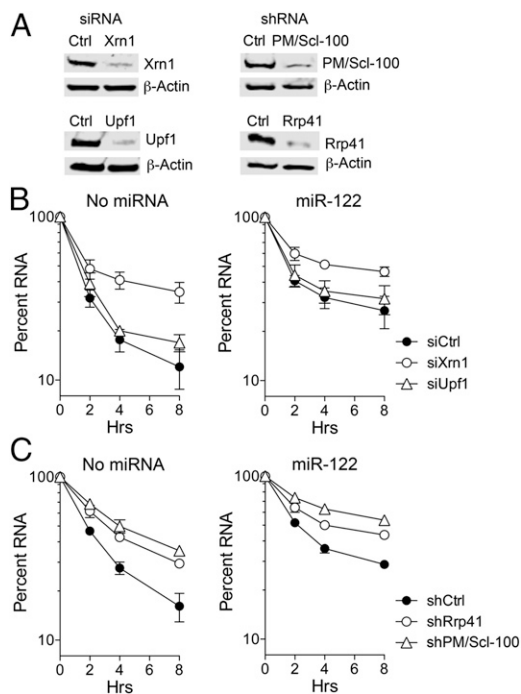 A
siRNA
Ctrl Xrn1
Xrn1
β-Actin
Ctrl Upf1
Upf1
β-Actin
shRNA
Ctrl PM/Scl-100
PM/Scl-100
β-Actin
Ctrl Rrp41
Rrp41
β-Actin
B
No miRNA
Percent RNA
100
10
0 2 4 6 8
Hrs
miR-122
Percent RNA
100
10
0 2 4 6 8
Hrs
siCtrl
siXrn1
siUpf1
C
No miRNA
Percent RNA
100
10
0 2 4 6 8
Hrs
miR-122
Percent RNA
100
10
0 2 4 6 8
Hrs
shCtrl
shRrp41
shPM/Scl-100